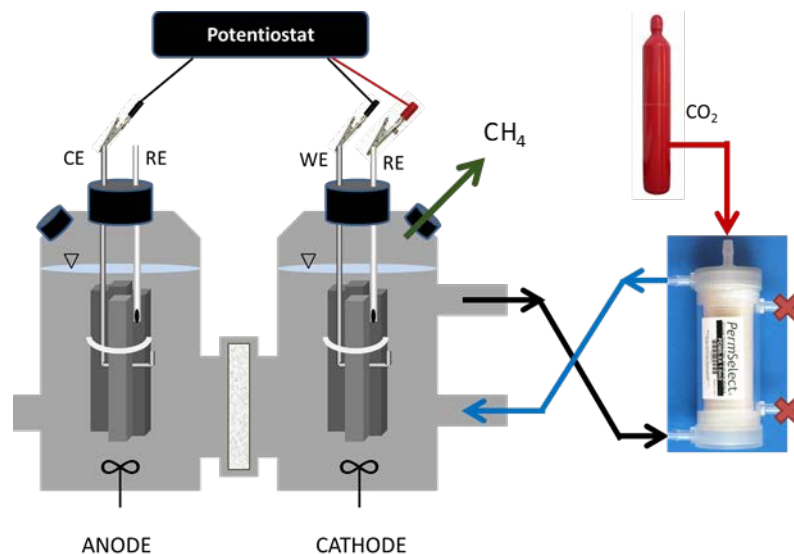 Potentiostat
CE
RE
WE
RE
CH4
CO2
PermSelect
ANODE
CATHODE